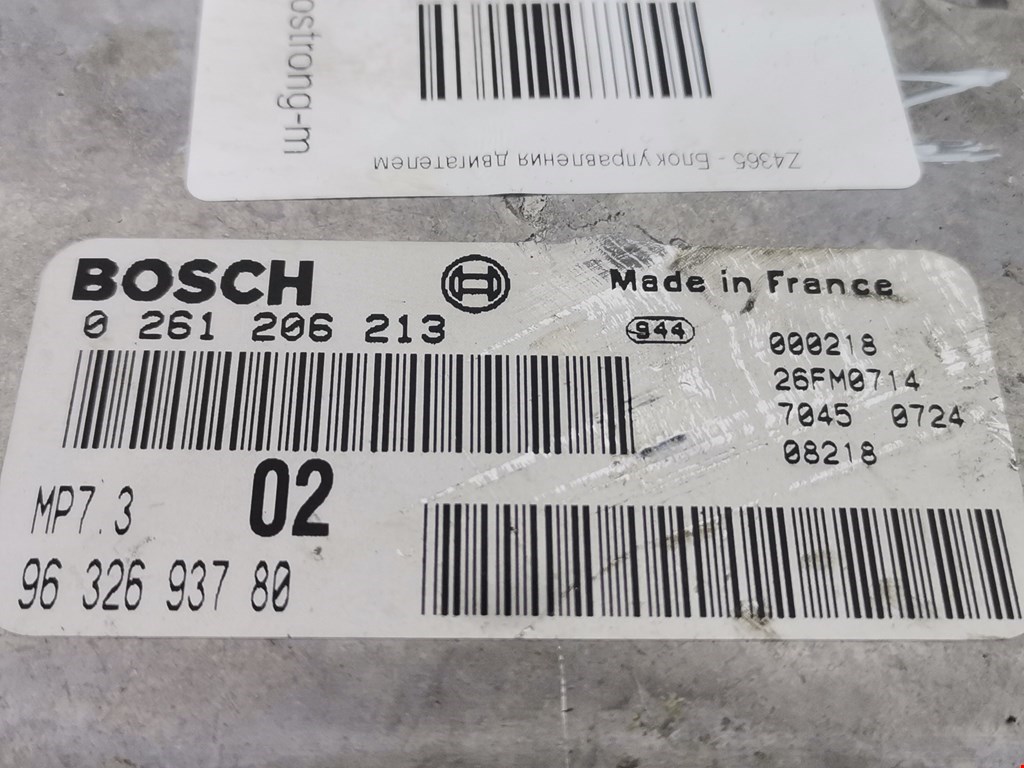 ostrong-m
Z4365 - Блок управления двигателем
BOSCH
Made in France
0 261 206 213
944
000218
26FM0714
7045 0724
08218
MP7.3
02
96 326 937 80